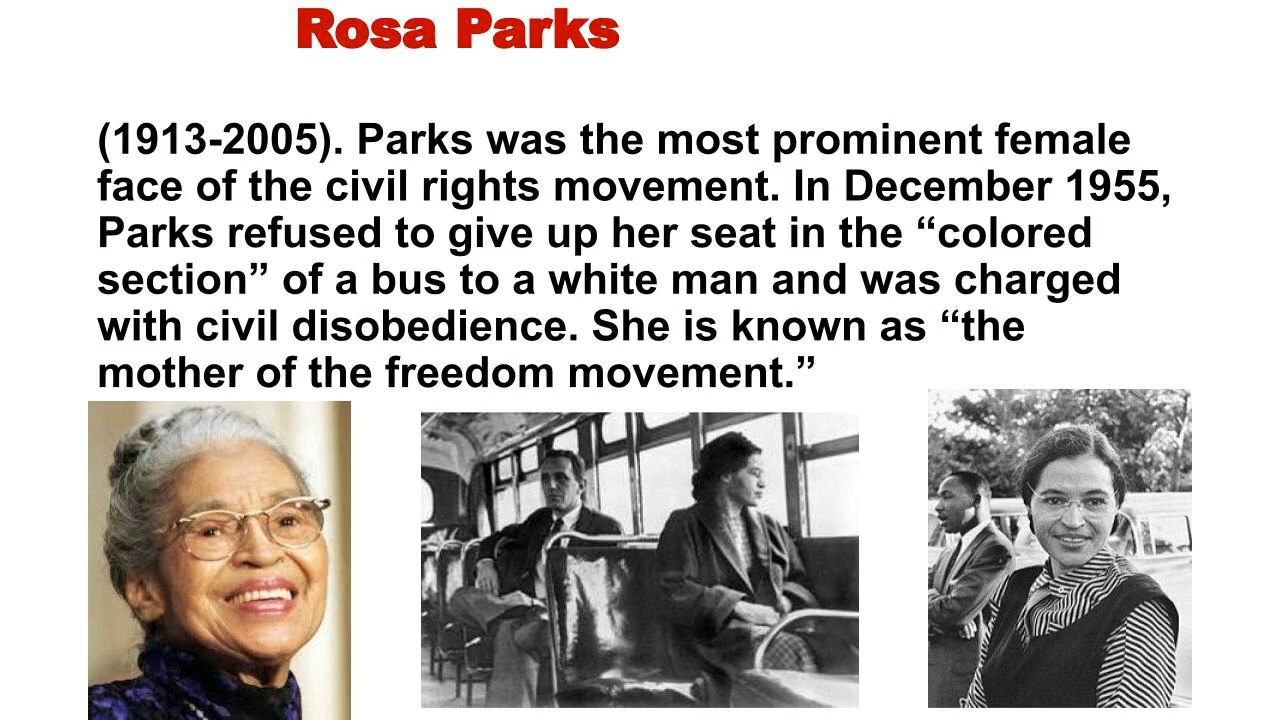 Rosa Parks
(1913-2005). Parks was the most prominent female
face of the civil rights movement. In December 1955,
Parks refused to give up her seat in the “colored
section” of a bus to a white man and was charged
with civil disobedience. She is known as “the
mother of the freedom movement.”